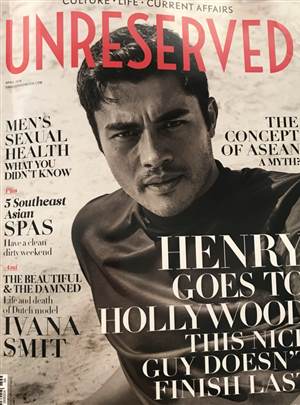 CULTURE · LIFE · CURRENT AFFAIRS
UNRESERVED
MEN'S
SEXUAL
HEALTH
WHAT YOU
DIDN'T KNOW
Plus
5 Southeast
Asian
SPAS
Have a clean
dirty weekend
And
THE BEAUTIFUL
& THE DAMNED
Life and death
of Dutch model
IVANA
SMIT
THE
CONCEPT
OF ASEAN
A MYTH?
HENRY
GOES TO
HOLLYWOOD
THIS NICE
GUY DOESN'T
FINISH LAST